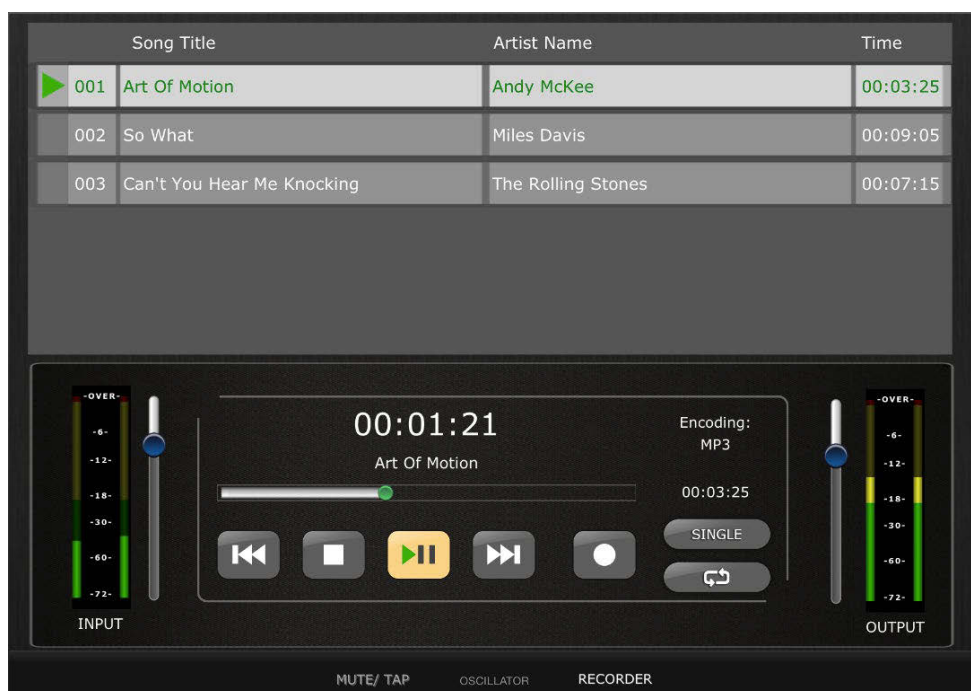 Song Title Artist Name Time
001 Art Of Motion Andy McKee 00:03:25
002 So What Miles Davis 00:09:05
003 Can't You Hear Me Knocking The Rolling Stones 00:07:15
-OVER-
-6-
-12-
-18-
-30-
-60-
-72-
INPUT
00:01:21
Art Of Motion
Encoding:
MP3
00:03:25
SINGLE
-OVER-
-6-
-12-
-18-
-30-
-60-
-72-
OUTPUT
MUTE/ TAP OSCILLATOR RECORDER